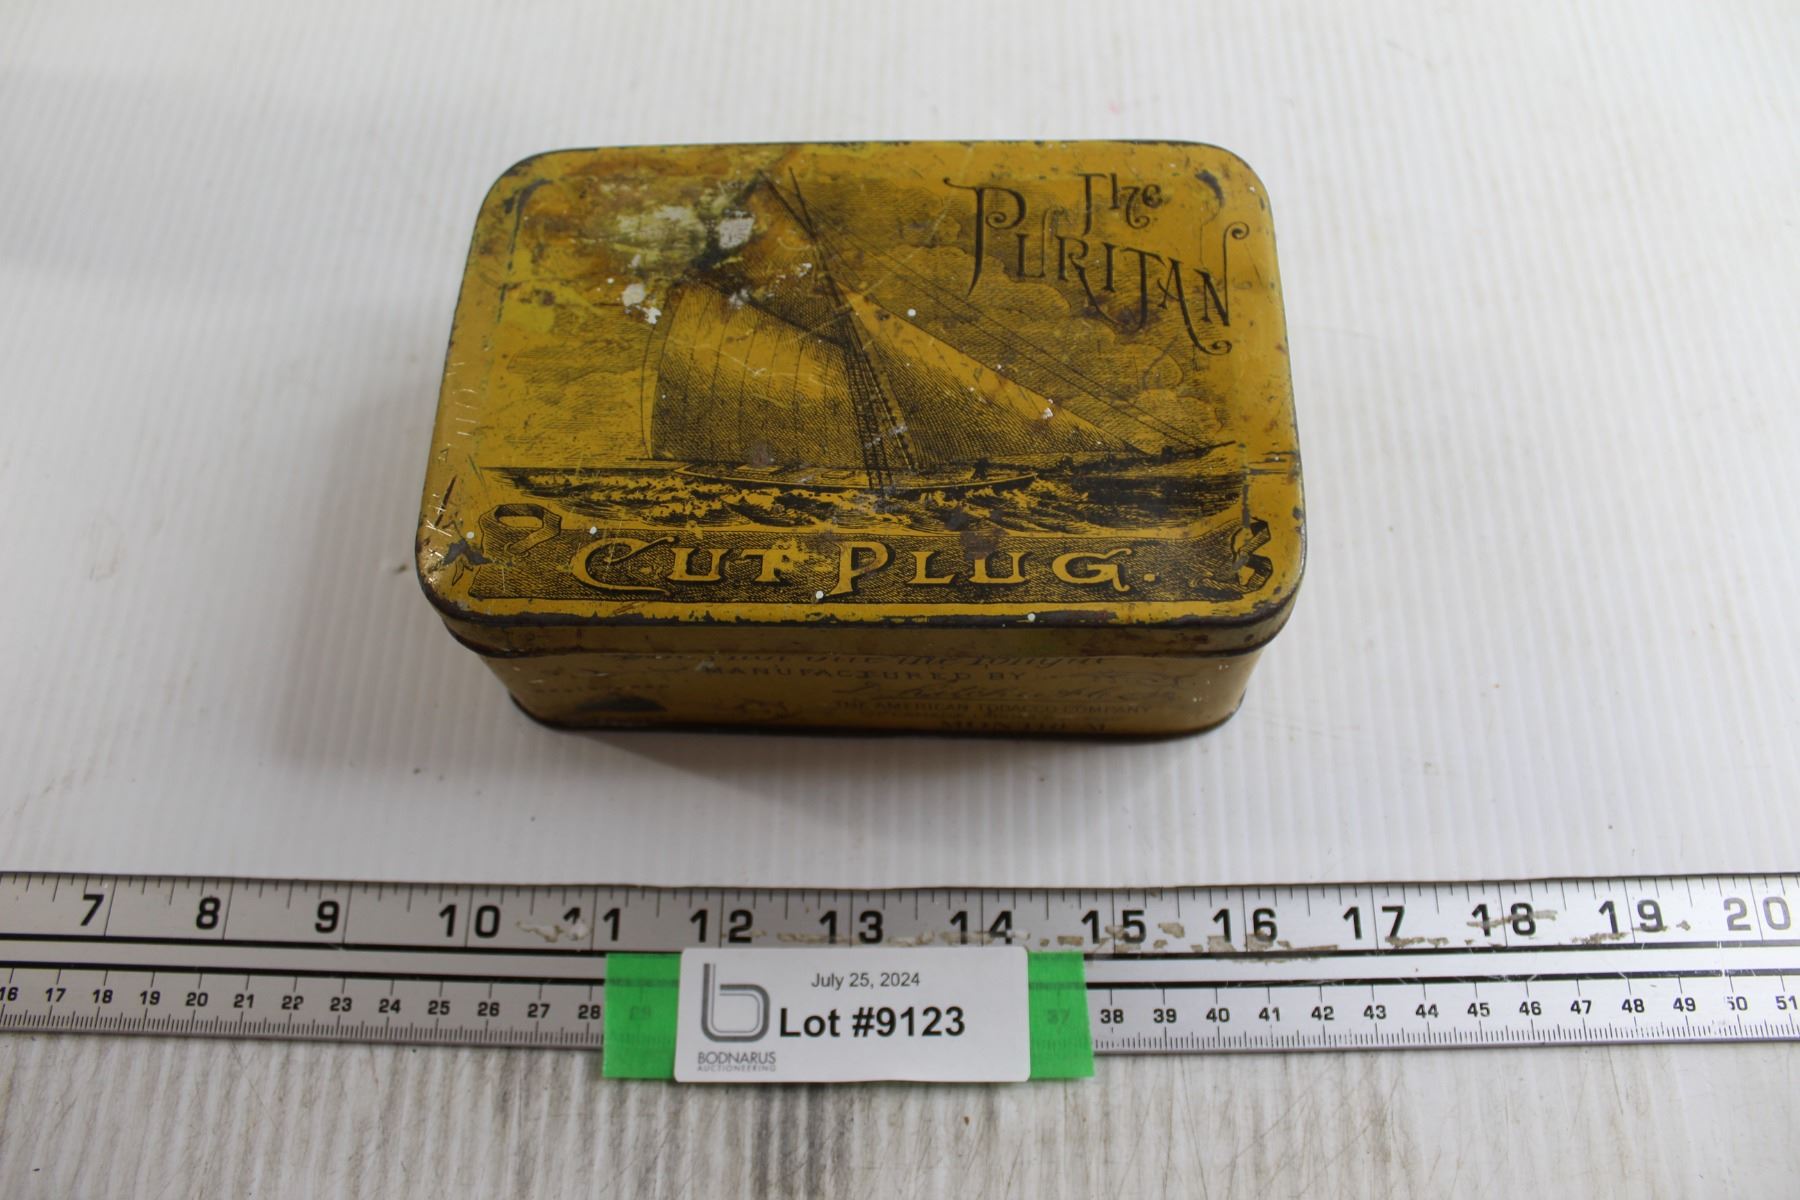 The
PURITAN
CUT PLUG.
MANUFACTURED BY
THE AMERICAN TOBACCO COMPANY
7 8 9 10 11 12 13 14 15 16 17 18 19 20
16 17 18 19 20 21 22 23 24 25 26 27 28 29 37 38 39 40 41 42 43 44 45 46 47 48 49 50 51
July 25, 2024
Lot #9123
BODNARUS
AUCTIONEERING